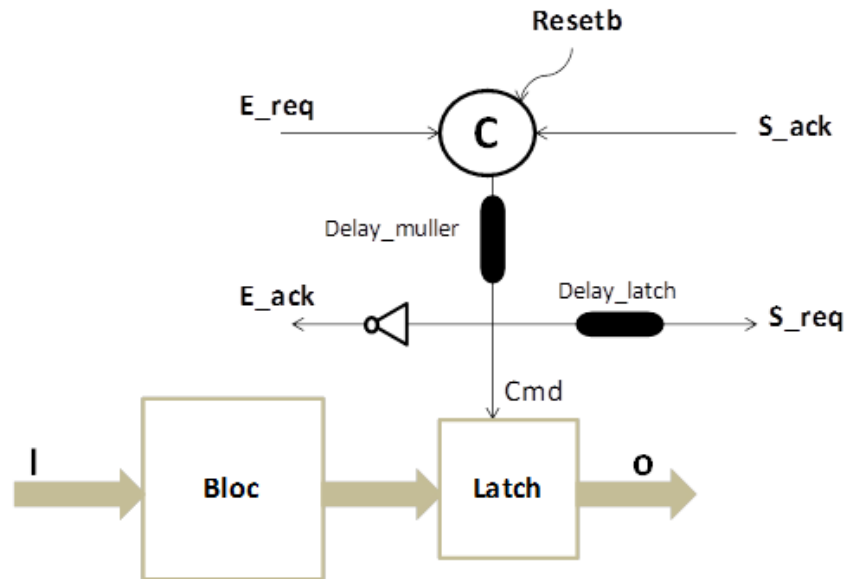 Resetb
E_req
C
S_ack
Delay_muller
E_ack
Delay_latch
S_req
Cmd
I
Bloc
Latch
O